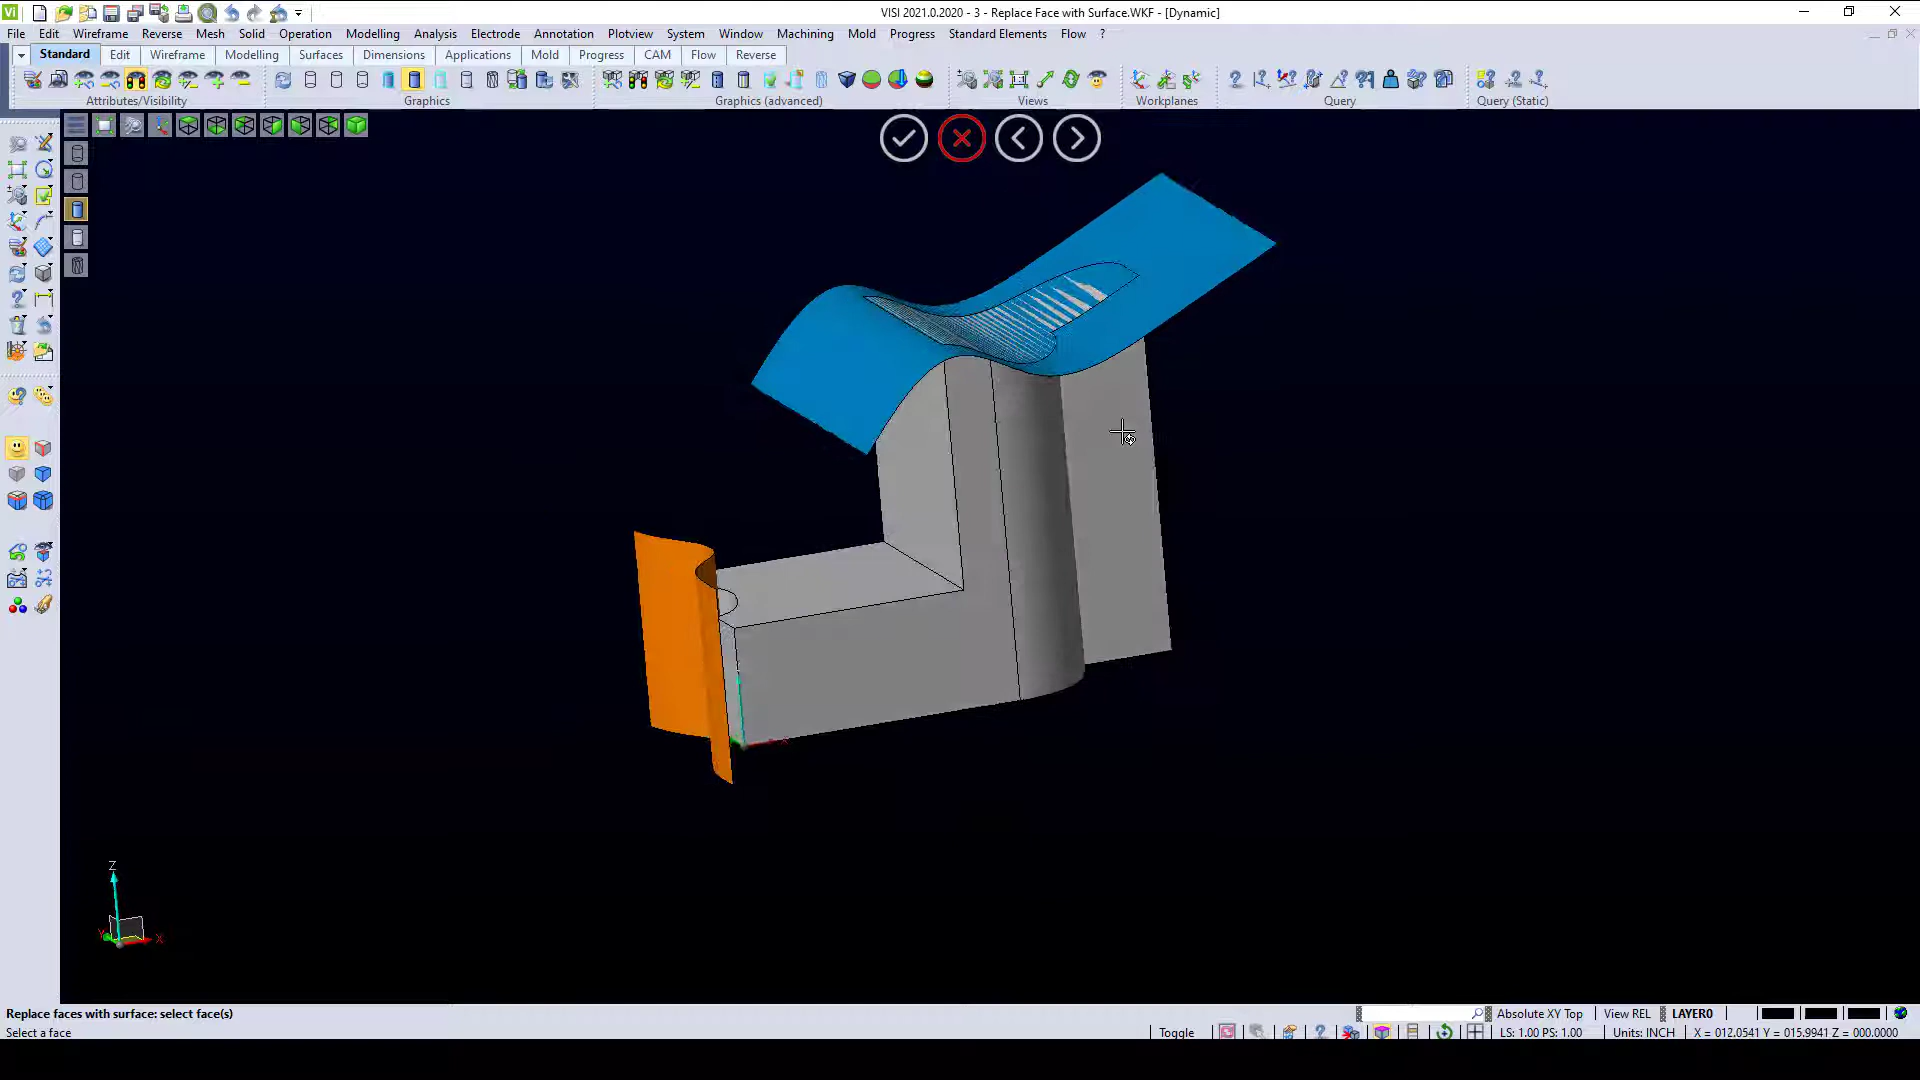 Vi
VISI 2021.0.2020 - 3 - Replace Face with Surface.WKF - [Dynamic]
File Edit Wireframe Reverse Mesh Solid Operation Modelling Analysis Electrode Annotation Plotview System Window Machining Mold Progress Standard Elements Flow ?
Standard Edit Wireframe Modelling Surfaces Dimensions Applications Mold Progress CAM Flow Reverse
Attributes/Visibility Graphics Graphics (advanced) Views Workplanes Query Query (Static)
X
Z
Y X
Replace faces with surface: select face(s) Absolute XY Top View REL LAYER0
Select a face Toggle LS: 1.00 PS: 1.00 Units: INCH X = 012.0541 Y = 015.9941 Z = 000.0000